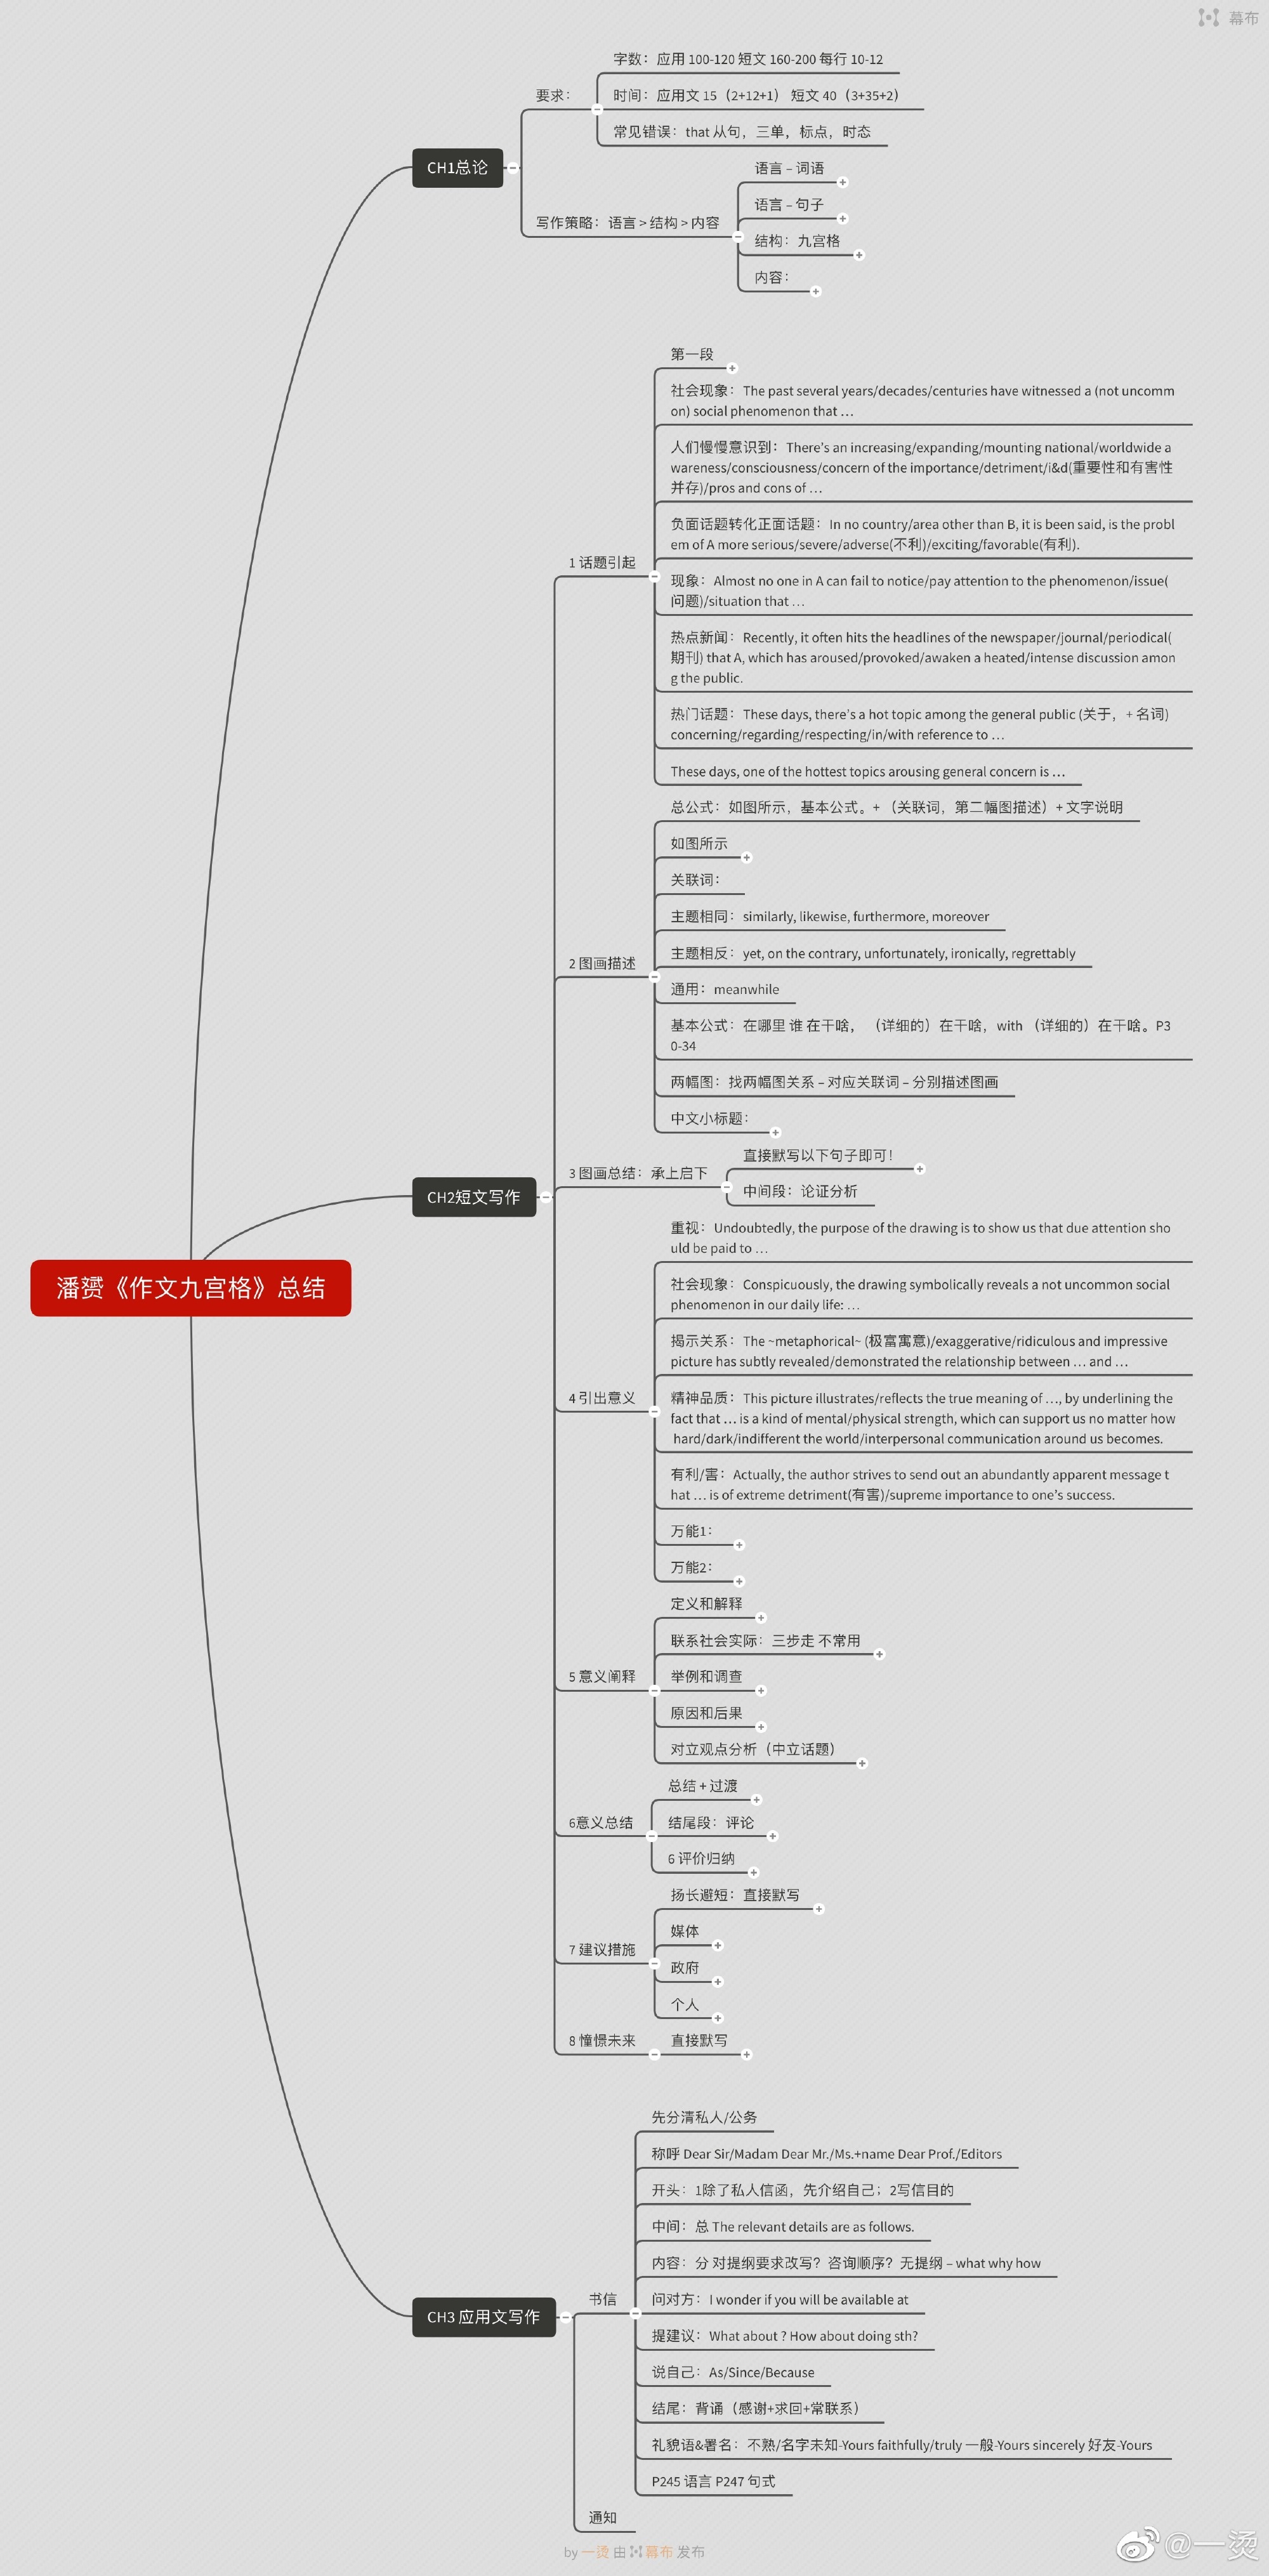 幕布
字数：应用 100-120 短文 160-200 每行 10-12
要求：
时间：应用文 15（2+12+1） 短文 40（3+35+2）
常见错误：that 从句，三单，标点，时态
CH1总论
语言 – 词语
语言 – 句子
写作策略：语言 > 结构 > 内容
结构：九宫格
内容：
第一段
社会现象：The past several years/decades/centuries have witnessed a (not uncomm
on) social phenomenon that …
人们慢慢意识到：There's an increasing/expanding/mounting national/worldwide a
wareness/consciousness/concern of the importance/detriment/i&d(重要性和有害性
并存)/pros and cons of …
负面话题转化正面话题：In no country/area other than B, it is been said, is the probl
em of A more serious/severe/adverse(不利)/exciting/favorable(有利).
1 话题引起
现象：Almost no one in A can fail to notice/pay attention to the phenomenon/issue(
问题)/situation that …
热点新闻：Recently, it often hits the headlines of the newspaper/journal/periodical(
期刊) that A, which has aroused/provoked/awaken a heated/intense discussion amon
g the public.
热门话题：These days, there's a hot topic among the general public (关于，+ 名词)
concerning/regarding/respecting/in/with reference to …
These days, one of the hottest topics arousing general concern is …
总公式：如图所示，基本公式。+ （关联词，第二幅图描述）+ 文字说明
如图所示
关联词：
主题相同：similarly, likewise, furthermore, moreover
主题相反：yet, on the contrary, unfortunately, ironically, regrettably
2 图画描述
通用：meanwhile
基本公式：在哪里 谁 在干啥， （详细的）在干啥，with （详细的）在干啥。P3
0-34
两幅图：找两幅图关系 – 对应关联词 – 分别描述图画
中文小标题：
直接默写以下句子即可！
3 图画总结：承上启下
中间段：论证分析
CH2短文写作
重视：Undoubtedly, the purpose of the drawing is to show us that due attention sho
uld be paid to …
社会现象：Conspicuously, the drawing symbolically reveals a not uncommon social
phenomenon in our daily life: …
潘赟《作文九宫格》总结
揭示关系：The ~metaphorical~ (极富寓意)/exaggerative/ridiculous and impressive
picture has subtly revealed/demonstrated the relationship between … and …
4 引出意义
精神品质：This picture illustrates/reflects the true meaning of …, by underlining the
fact that … is a kind of mental/physical strength, which can support us no matter how
hard/dark/indifferent the world/interpersonal communication around us becomes.
有利/害：Actually, the author strives to send out an abundantly apparent message t
hat … is of extreme detriment(有害)/supreme importance to one's success.
万能1：
万能2：
定义和解释
联系社会实际：三步走 不常用
5 意义阐释
举例和调查
原因和后果
对立观点分析（中立话题）
总结 + 过渡
6意义总结
结尾段：评论
6 评价归纳
扬长避短：直接默写
媒体
7 建议措施
政府
个人
8 憧憬未来
直接默写
先分清私人/公务
称呼 Dear Sir/Madam Dear Mr./Ms.+name Dear Prof./Editors
开头：1除了私人信函，先介绍自己；2写信目的
中间：总 The relevant details are as follows.
内容：分 对提纲要求改写？咨询顺序？无提纲 – what why how
书信
问对方：I wonder if you will be available at
CH3 应用文写作
提建议：What about ? How about doing sth?
说自己：As/Since/Because
结尾：背诵（感谢+求回+常联系）
礼貌语&署名：不熟/名字未知-Yours faithfully/truly 一般-Yours sincerely 好友-Yours
P245 语言 P247 句式
通知
by 一烫 由 幕布 发布
@一烫